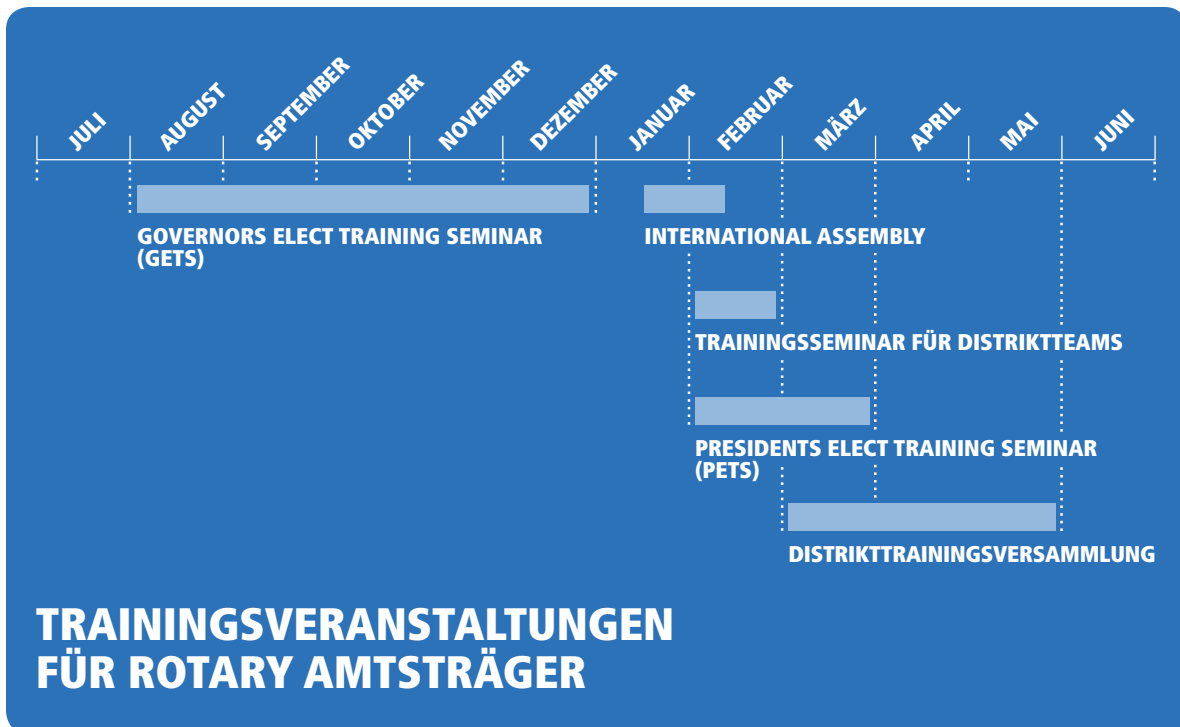 JULI
AUGUST
SEPTEMBER
OKTOBER
NOVEMBER
DEZEMBER
JANUAR
FEBRUAR
MÄRZ
APRIL
MAI
JUNI
GOVERNORS ELECT TRAINING SEMINAR
(GETS)
INTERNATIONAL ASSEMBLY
TRAININGSSEMINAR FÜR DISTRIKTTEAMS
PRESIDENTS ELECT TRAINING SEMINAR
(PETS)
DISTRIKTTRAININGSVERSAMMLUNG
TRAININGSVERANSTALTUNGEN
FÜR ROTARY AMTSTRÄGER